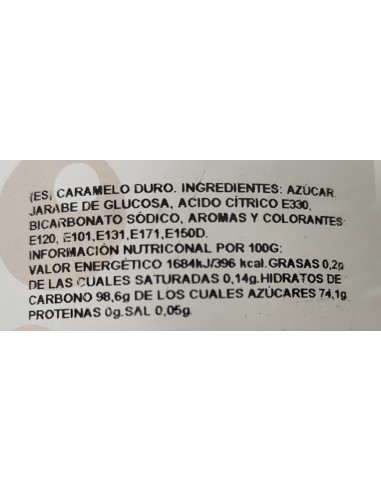 (ES) CARAMELO DURO. INGREDIENTES: AZÚCAR
JARABE DE GLUCOSA, ACIDO CÍTRICO E330,
BICARBONATO SÓDICO, AROMAS Y COLORANTES
E120, E101,E131,E171,E150D.
INFORMACIÓN NUTRICONAL POR 100G:
VALOR ENERGÉTICO 1684kJ/396 kcal.GRASAS 0,2g
DE LAS CUALES SATURADAS 0,14g.HIDRATOS DE
CARBONO 98,6g DE LOS CUALES AZÚCARES 74,1g
PROTEINAS 0g.SAL 0,05g.